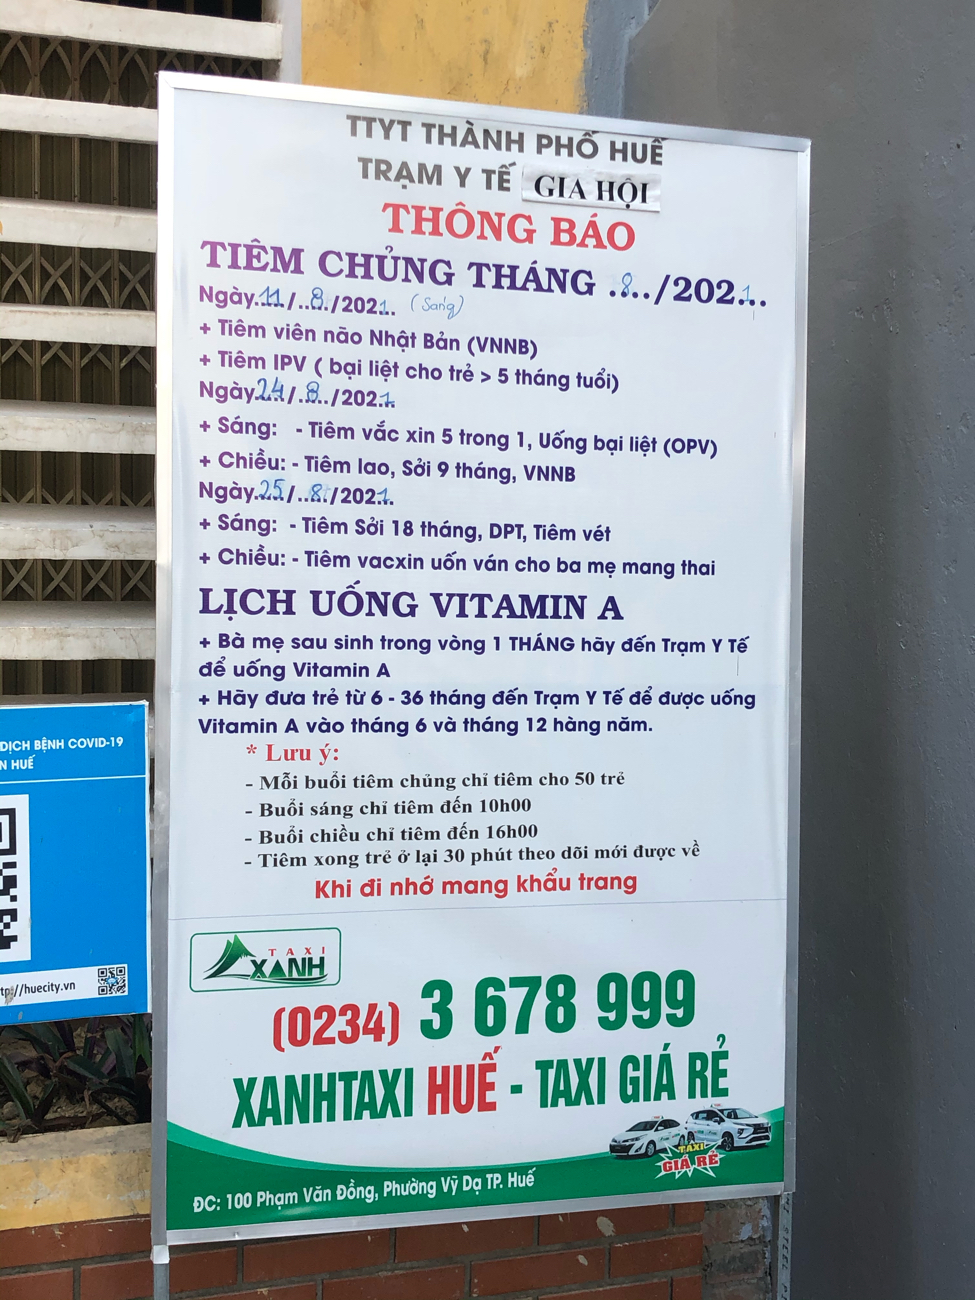 TTYT THÀNH PHỐ HUẾ
TRẠM Y TẾ GIA HỘI
THÔNG BÁO
TIÊM CHỦNG THÁNG .8../2021..
Ngày.11./..8./2021.. (Sáng)
+ Tiêm viên não Nhật Bản (VNNB)
+ Tiêm IPV ( bại liệt cho trẻ > 5 tháng tuổi)
Ngày.24./..8../2021..
+ Sáng: - Tiêm vắc xin 5 trong 1, Uống bại liệt (OPV)
+ Chiều: - Tiêm lao, Sởi 9 tháng, VNNB
Ngày.25./..8./2021..
+ Sáng: - Tiêm Sởi 18 tháng, DPT, Tiêm vét
+ Chiều: - Tiêm vacxin uốn ván cho ba mẹ mang thai
LỊCH UỐNG VITAMIN A
+ Bà mẹ sau sinh trong vòng 1 THÁNG hãy đến Trạm Y Tế
để uống Vitamin A
+ Hãy đưa trẻ từ 6 - 36 tháng đến Trạm Y Tế để được uống
Vitamin A vào tháng 6 và tháng 12 hàng năm.
* Lưu ý:
- Mỗi buổi tiêm chủng chỉ tiêm cho 50 trẻ
- Buổi sáng chỉ tiêm đến 10h00
- Buổi chiều chỉ tiêm đến 16h00
- Tiêm xong trẻ ở lại 30 phút theo dõi mới được về
Khi đi nhớ mang khẩu trang
TAXI
XANH
(0234) 3 678 999
XANHTAXI HUẾ - TAXI GIÁ RẺ
TAXI
GIÁ RẺ
ĐC: 100 Phạm Văn Đồng, Phường Vỹ Dạ TP. Huế
DỊCH BỆNH COVID-19
N HUẾ
tp://huecity.vn